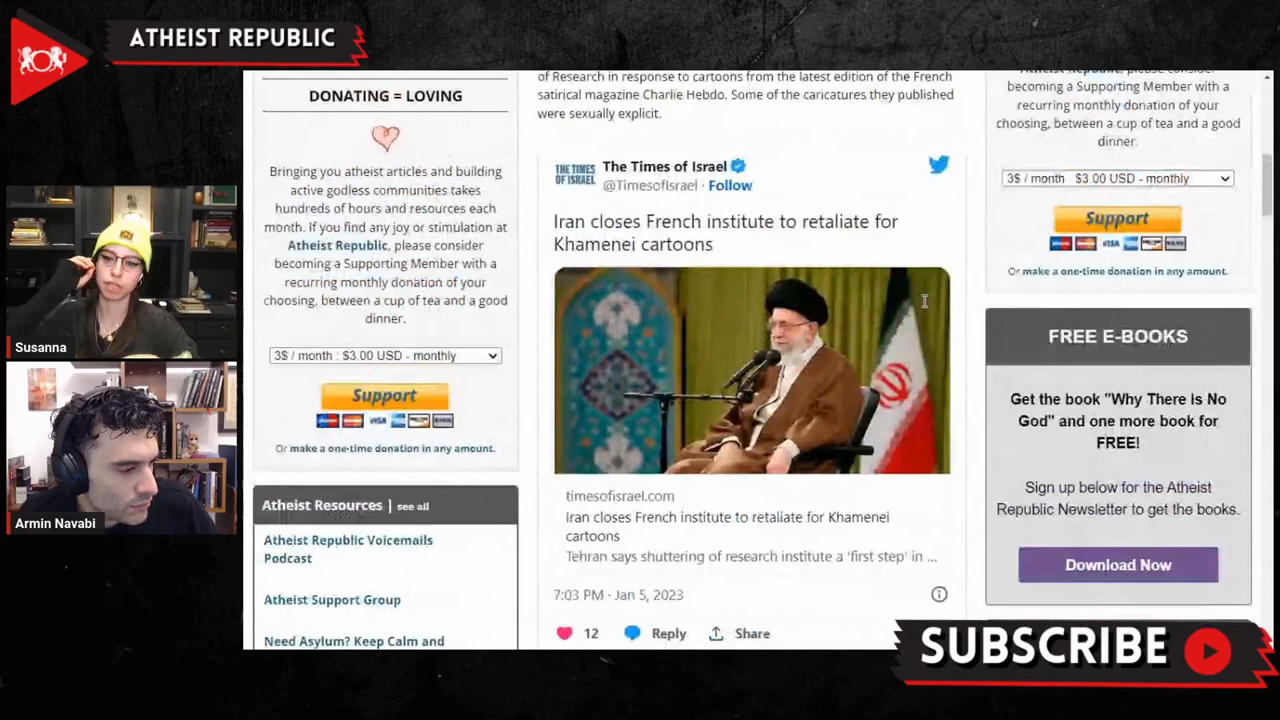 ATHEIST REPUBLIC
Susanna
Armin Navabi
DONATING = LOVING
Bringing you atheist articles and building
active godless communities takes
hundreds of hours and resources each
month. If you find any joy or stimulation at
Atheist Republic, please consider
becoming a Supporting Member with a
recurring monthly donation of your
choosing, between a cup of tea and a good
dinner.
3$ / month : $3.00 USD - monthly
Support
VISA
Or make a one-time donation in any amount.
Atheist Resources | see all
Atheist Republic Voicemails
Podcast
Atheist Support Group
Need Asylum? Keep Calm and
of Research in response to cartoons from the latest edition of the French
satirical magazine Charlie Hebdo. Some of the caricatures they published
were sexually explicit.
THE TIMES
OF ISRAEL
The Times of Israel
@TimesofIsrael · Follow
Iran closes French institute to retaliate for
Khamenei cartoons
timesofisrael.com
Iran closes French institute to retaliate for Khamenei
cartoons
Tehran says shuttering of research institute a 'first step' in ...
7:03 PM · Jan 5, 2023
12 Reply Share
Atheist Republic, please consider
becoming a Supporting Member with a
recurring monthly donation of your
choosing, between a cup of tea and a good
dinner.
3$ / month $3.00 USD - monthly
Support
VISA
Or make a one-time donation in any amount.
FREE E-BOOKS
Get the book "Why There is No
God" and one more book for
FREE!
Sign up below for the Atheist
Republic Newsletter to get the books.
Download Now
SUBSCRIBE